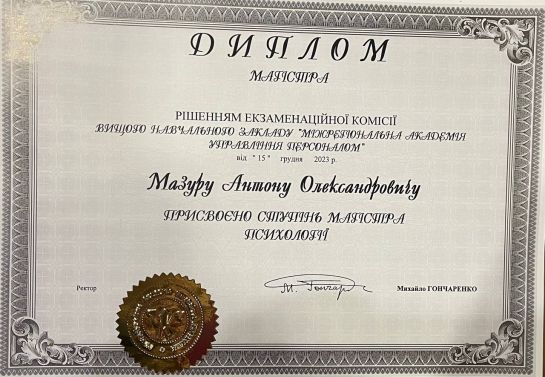 ДИПЛОМ
МАГІСТРА
РІШЕННЯМ ЕКЗАМЕНАЦІЙНОЇ КОМІСІЇ
ВИЩОГО НАВЧАЛЬНОГО ЗАКЛАДУ "МІЖРЕГІОНАЛЬНА АКАДЕМІЯ
УПРАВЛІННЯ ПЕРСОНАЛОМ"
від " 15 " грудня 2023 р.
Мазуру Антону Олександровичу
ПРИСВОЄНО СТУПІНЬ МАГІСТРА
ПСИХОЛОГІЇ
Ректор М. Гончар Михайло ГОНЧАРЕНКО